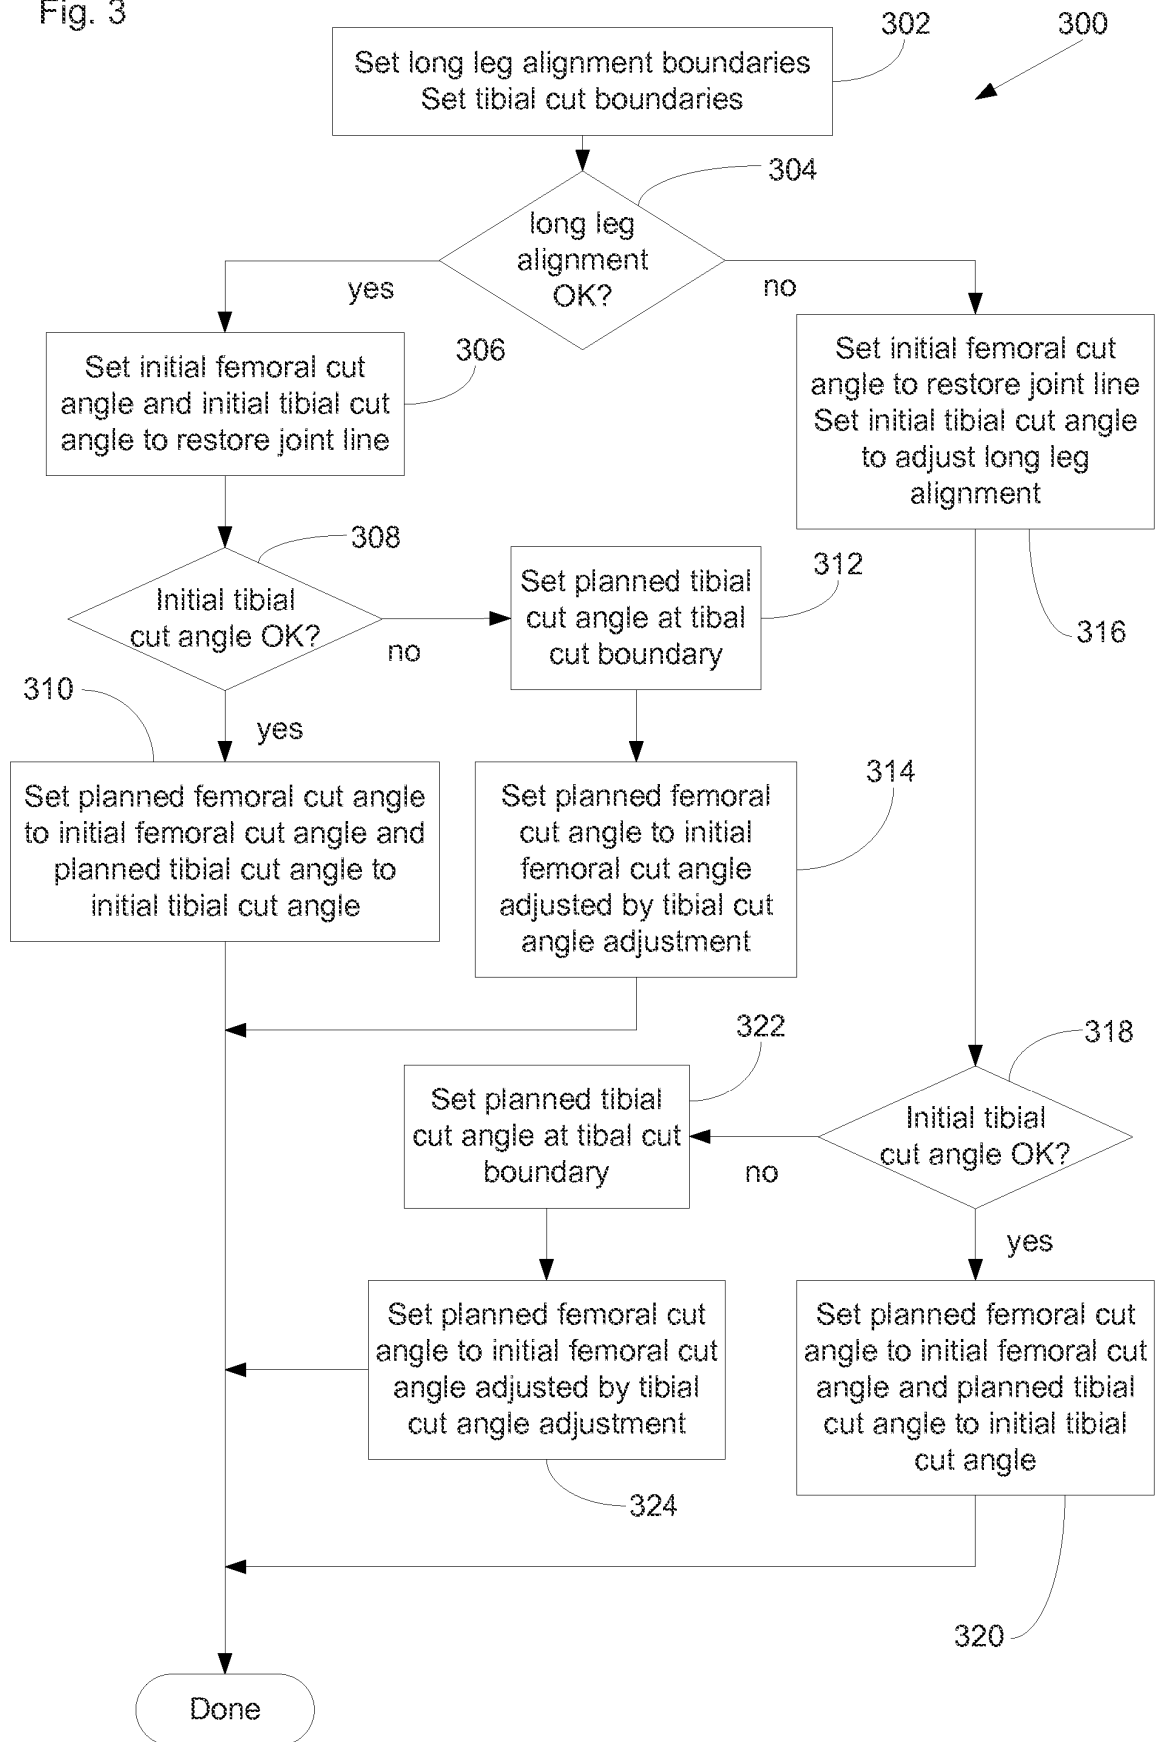 Fig. 3
302
300
Set long leg alignment boundaries
Set tibial cut boundaries
304
long leg
alignment
OK?
yes
no
306
Set initial femoral cut
angle and initial tibial cut
angle to restore joint line
Set initial femoral cut
angle to restore joint line
Set initial tibial cut angle
to adjust long leg
alignment
308
312
316
Initial tibial
cut angle OK?
no
Set planned tibial
cut angle at tibal
cut boundary
310
yes
314
Set planned femoral cut angle
to initial femoral cut angle and
planned tibial cut angle to
initial tibial cut angle
Set planned femoral
cut angle to initial
femoral cut angle
adjusted by tibial cut
angle adjustment
322
318
Set planned tibial
cut angle at tibal cut
boundary
Initial tibial
cut angle OK?
no
yes
Set planned femoral cut
angle to initial femoral cut
angle adjusted by tibial
cut angle adjustment
Set planned femoral cut
angle to initial femoral cut
angle and planned tibial
cut angle to initial tibial
cut angle
324
320
Done